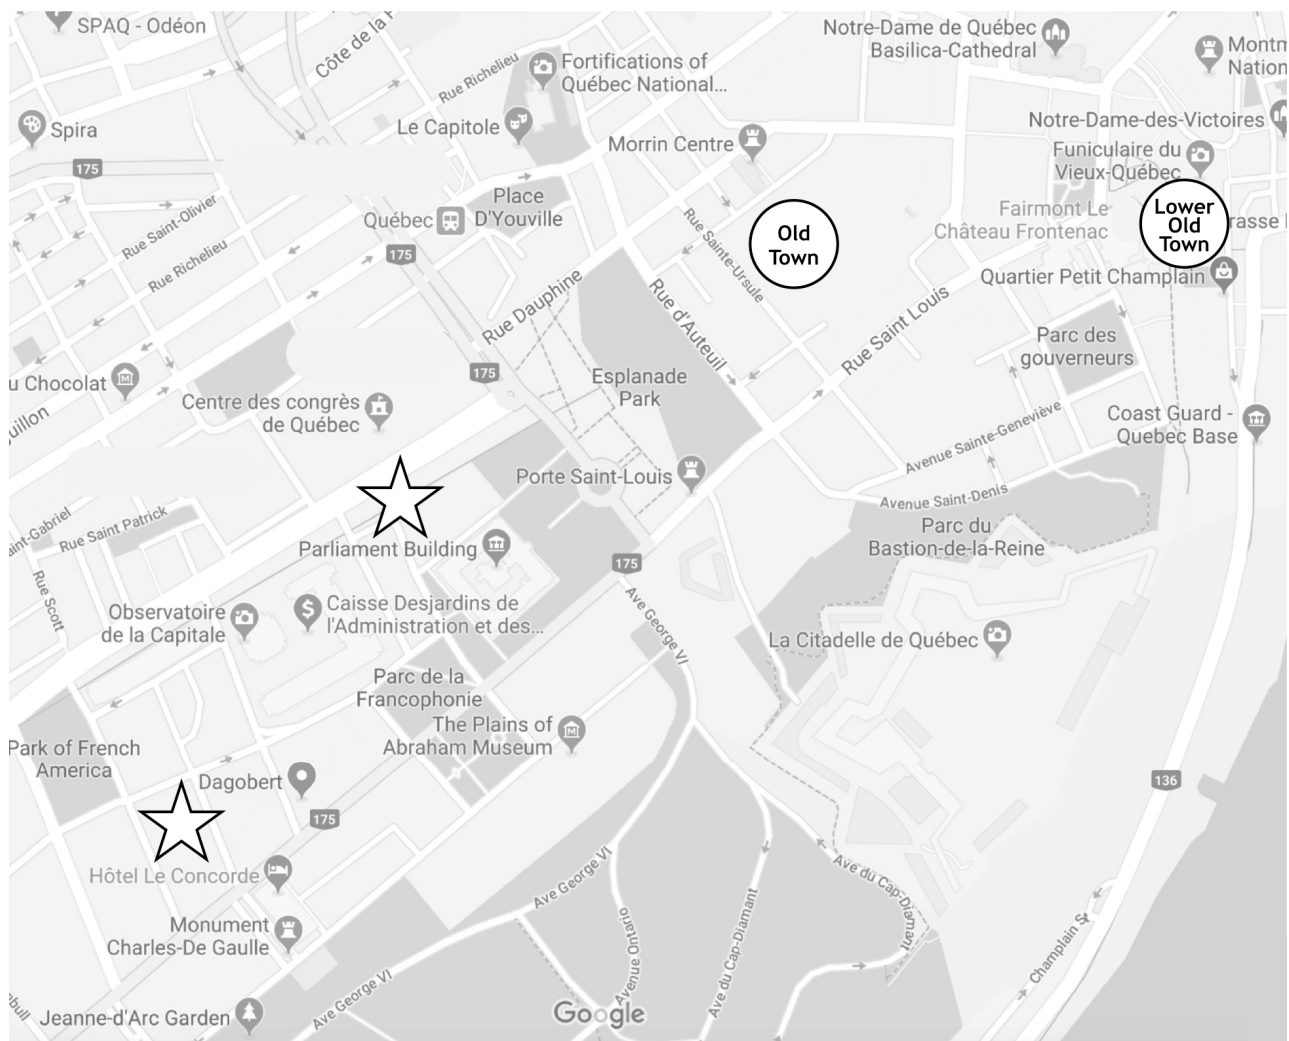 SPAQ - Odéon
Côte de la
Rue Richelieu
Fortifications of
Québec National...
Notre-Dame de Québec
Basilica-Cathedral
Montm
Nation
Spira
Le Capitole
Morrin Centre
Notre-Dame-des-Victoires
Funiculaire du
Vieux-Québec
175
Place
D'Youville
Québec
Rue Saint-Olivier
Rue Richelieu
175
Rue Sainte-Ursule
Old
Town
Fairmont Le
Château Frontenac
Lower
Old
Town
rasse
Quartier Petit Champlain
Rue Dauphine
Rue d'Auteuil
Rue Saint Louis
Parc des
gouverneurs
175
u Chocolat
uillon
Centre des congrès
de Québec
Esplanade
Park
Coast Guard -
Quebec Base
Avenue Sainte-Geneviève
Porte Saint-Louis
Avenue Saint-Denis
Parc du
Bastion-de-la-Reine
aint-Gabriel
Rue Saint Patrick
Rue Scott
Parliament Building
175
Observatoire
de la Capitale
Caisse Desjardins de
l'Administration et des...
Ave George VI
La Citadelle de Québec
Parc de la
Francophonie
The Plains of
Abraham Museum
Park of French
America
Dagobert
175
136
Hôtel Le Concorde
Ave George VI
Ave du Cap-Diamant
Monument
Charles-De Gaulle
Avenue Ontario
Ave du Cap-Diamant
Champlain St
Ave George VI
Jeanne-d'Arc Garden
Google